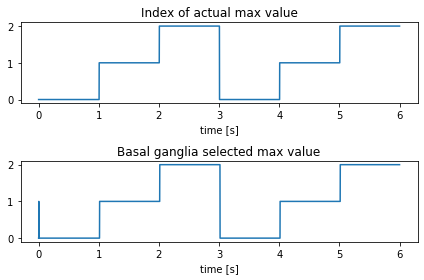 Index of actual max value
2
1
0
0 1 2 3 4 5 6
time [s]
Basal ganglia selected max value
2
1
0
0 1 2 3 4 5 6
time [s]